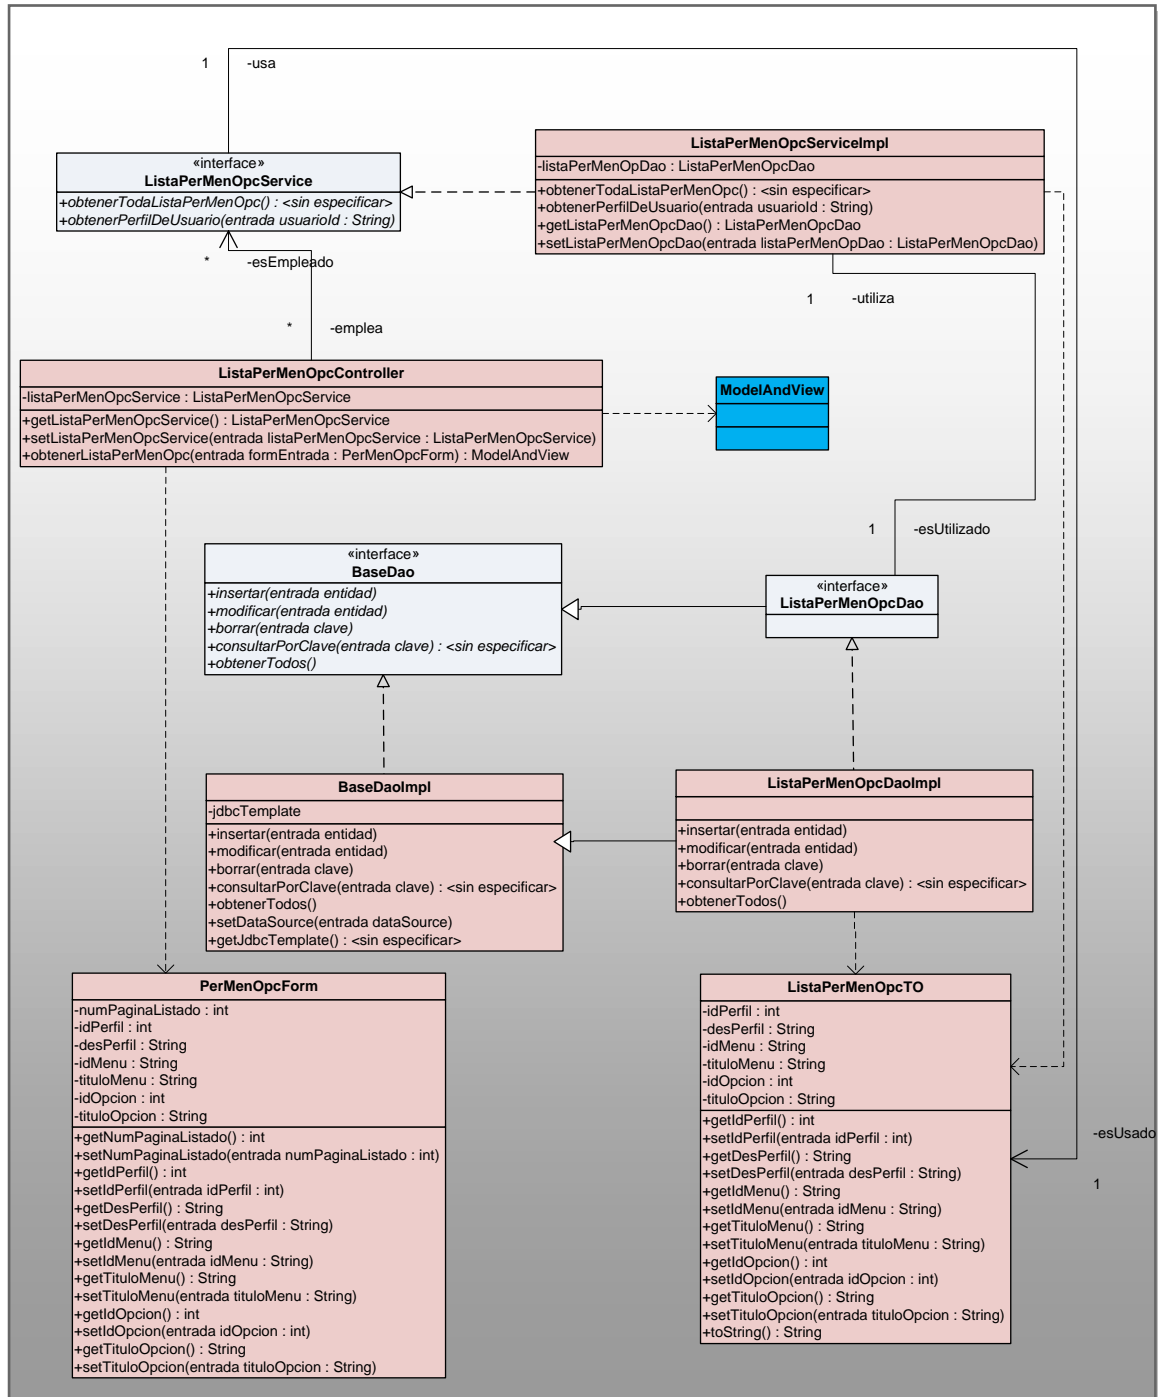 1 -usa
«interface»
ListaPerMenOpcService
+obtenerTodaListaPerMenOpc() : <sin especificar>
+obtenerPerfilDeUsuario(entrada usuarioId : String)
ListaPerMenOpcServiceImpl
-listaPerMenOpDao : ListaPerMenOpcDao
+obtenerTodaListaPerMenOpc() : <sin especificar>
+obtenerPerfilDeUsuario(entrada usuarioId : String)
+getListaPerMenOpcDao() : ListaPerMenOpcDao
+setListaPerMenOpcDao(entrada listaPerMenOpDao : ListaPerMenOpcDao)
* -esEmpleado
1 -utiliza
* -emplea
ListaPerMenOpcController
-listaPerMenOpcService : ListaPerMenOpcService
+getListaPerMenOpcService() : ListaPerMenOpcService
+setListaPerMenOpcService(entrada listaPerMenOpcService : ListaPerMenOpcService)
+obtenerListaPerMenOpc(entrada formEntrada : PerMenOpcForm) : ModelAndView
ModelAndView
1 -esUtilizado
«interface»
BaseDao
+insertar(entrada entidad)
+modificar(entrada entidad)
+borrar(entrada clave)
+consultarPorClave(entrada clave) : <sin especificar>
+obtenerTodos()
«interface»
ListaPerMenOpcDao
BaseDaoImpl
-jdbcTemplate
+insertar(entrada entidad)
+modificar(entrada entidad)
+borrar(entrada clave)
+consultarPorClave(entrada clave) : <sin especificar>
+obtenerTodos()
+setDataSource(entrada dataSource)
+getJdbcTemplate() : <sin especificar>
ListaPerMenOpcDaoImpl
+insertar(entrada entidad)
+modificar(entrada entidad)
+borrar(entrada clave)
+consultarPorClave(entrada clave) : <sin especificar>
+obtenerTodos()
PerMenOpcForm
-numPaginaListado : int
-idPerfil : int
-desPerfil : String
-idMenu : String
-tituloMenu : String
-idOpcion : int
-tituloOpcion : String
+getNumPaginaListado() : int
+setNumPaginaListado(entrada numPaginaListado : int)
+getIdPerfil() : int
+setIdPerfil(entrada idPerfil : int)
+getDesPerfil() : String
+setDesPerfil(entrada desPerfil : String)
+getIdMenu() : String
+setIdMenu(entrada idMenu : String)
+getTituloMenu() : String
+setTituloMenu(entrada tituloMenu : String)
+getIdOpcion() : int
+setIdOpcion(entrada idOpcion : int)
+getTituloOpcion() : String
+setTituloOpcion(entrada tituloOpcion : String)
ListaPerMenOpcTO
-idPerfil : int
-desPerfil : String
-idMenu : String
-tituloMenu : String
-idOpcion : int
-tituloOpcion : String
+getIdPerfil() : int
+setIdPerfil(entrada idPerfil : int)
+getDesPerfil() : String
+setDesPerfil(entrada desPerfil : String)
+getIdMenu() : String
+setIdMenu(entrada idMenu : String)
+getTituloMenu() : String
+setTituloMenu(entrada tituloMenu : String)
+getIdOpcion() : int
+setIdOpcion(entrada idOpcion : int)
+getTituloOpcion() : String
+setTituloOpcion(entrada tituloOpcion : String)
+toString() : String
-esUsado
1